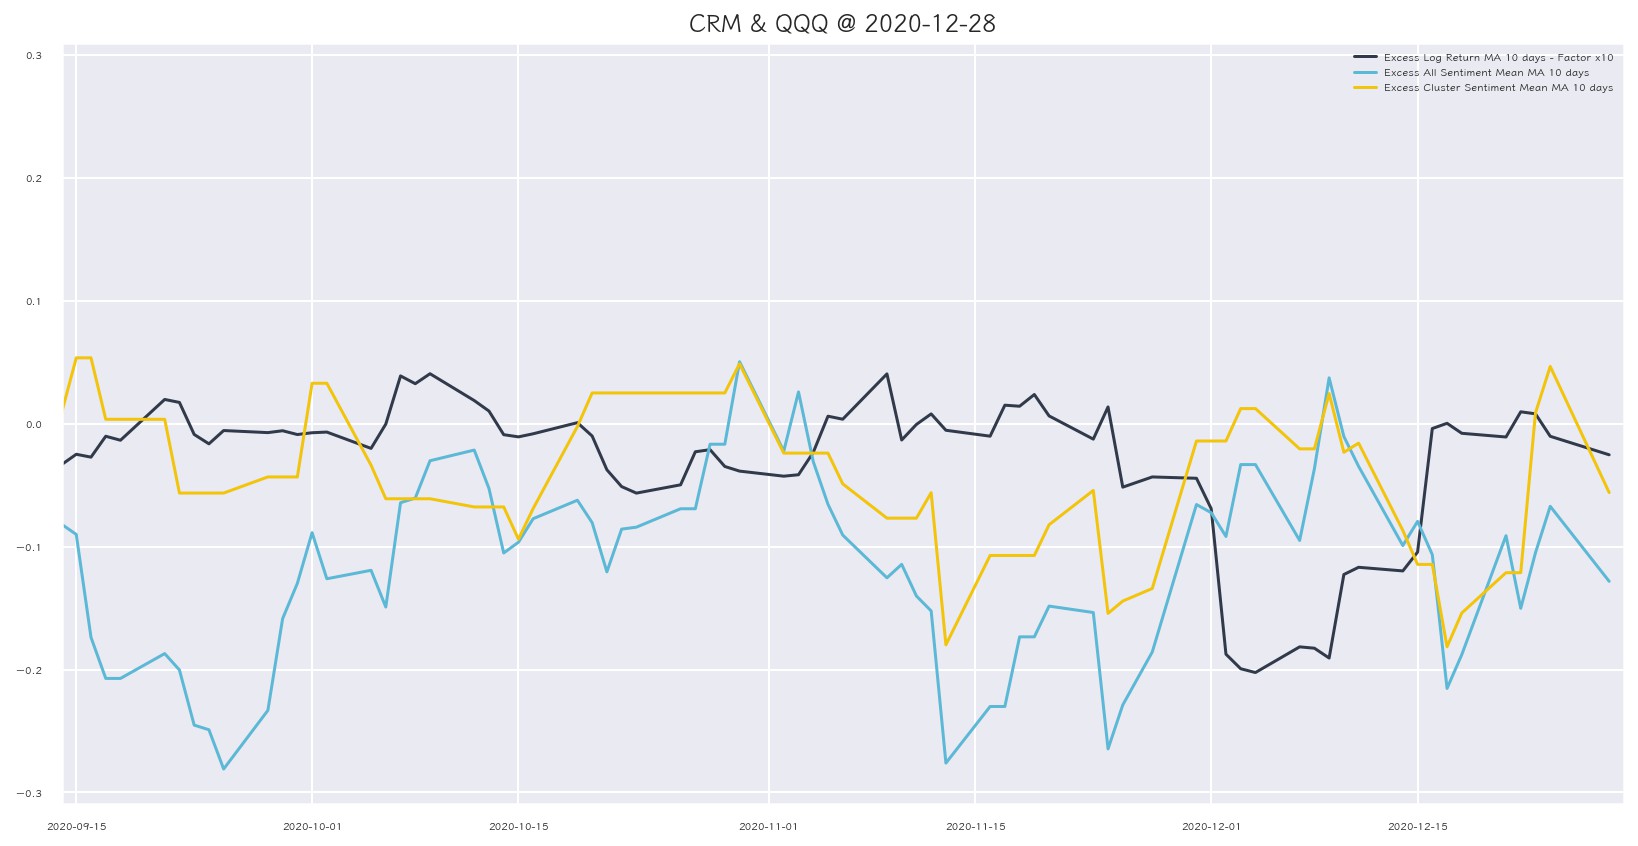 CRM & QQQ @ 2020-12-28
Excess Log Return MA 10 days - Factor x10
Excess All Sentiment Mean MA 10 days
Excess Cluster Sentiment Mean MA 10 days
0.3
0.2
0.1
0.0
−0.1
−0.2
−0.3
2020-09-15 2020-10-01 2020-10-15 2020-11-01 2020-11-15 2020-12-01 2020-12-15